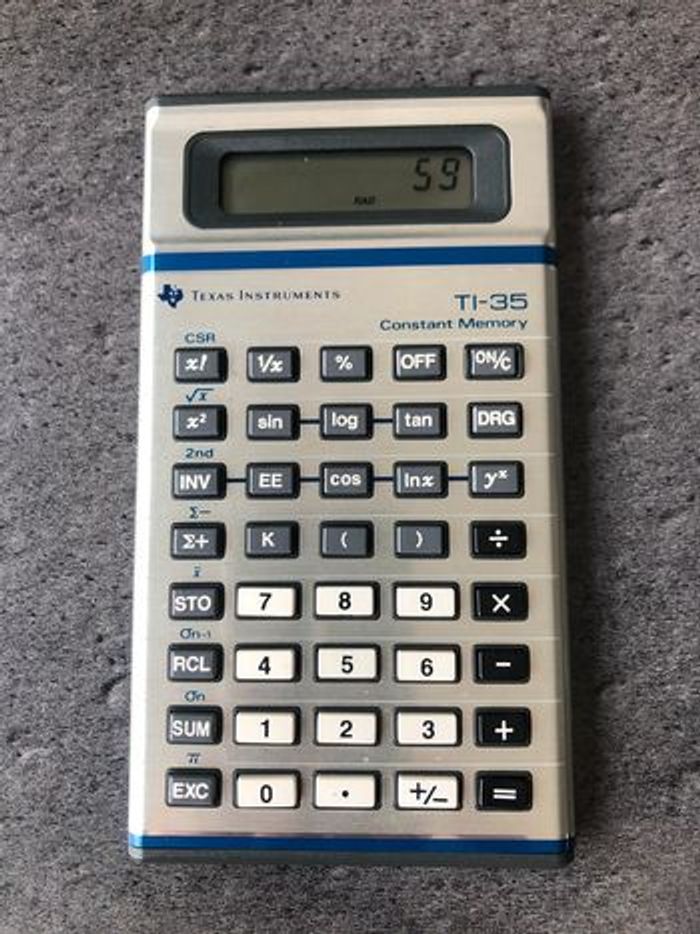 59
RAD
TEXAS INSTRUMENTS
TI-35
Constant Memory
CSR
x! 1/x % OFF ON/C
√x
x² sin log tan DRG
2nd
INV EE cos lnx yˣ
Σ−
Σ+ K ( ) ÷
x̄
STO 7 8 9 ×
σn-1
RCL 4 5 6 −
σn
SUM 1 2 3 +
π
EXC 0 . +/− =